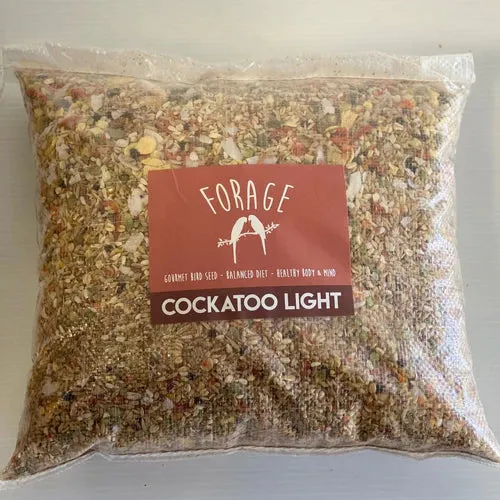 FORAGE
GOURMET BIRD SEED - BALANCED DIET - HEALTHY BODY & MIND
COCKATOO LIGHT